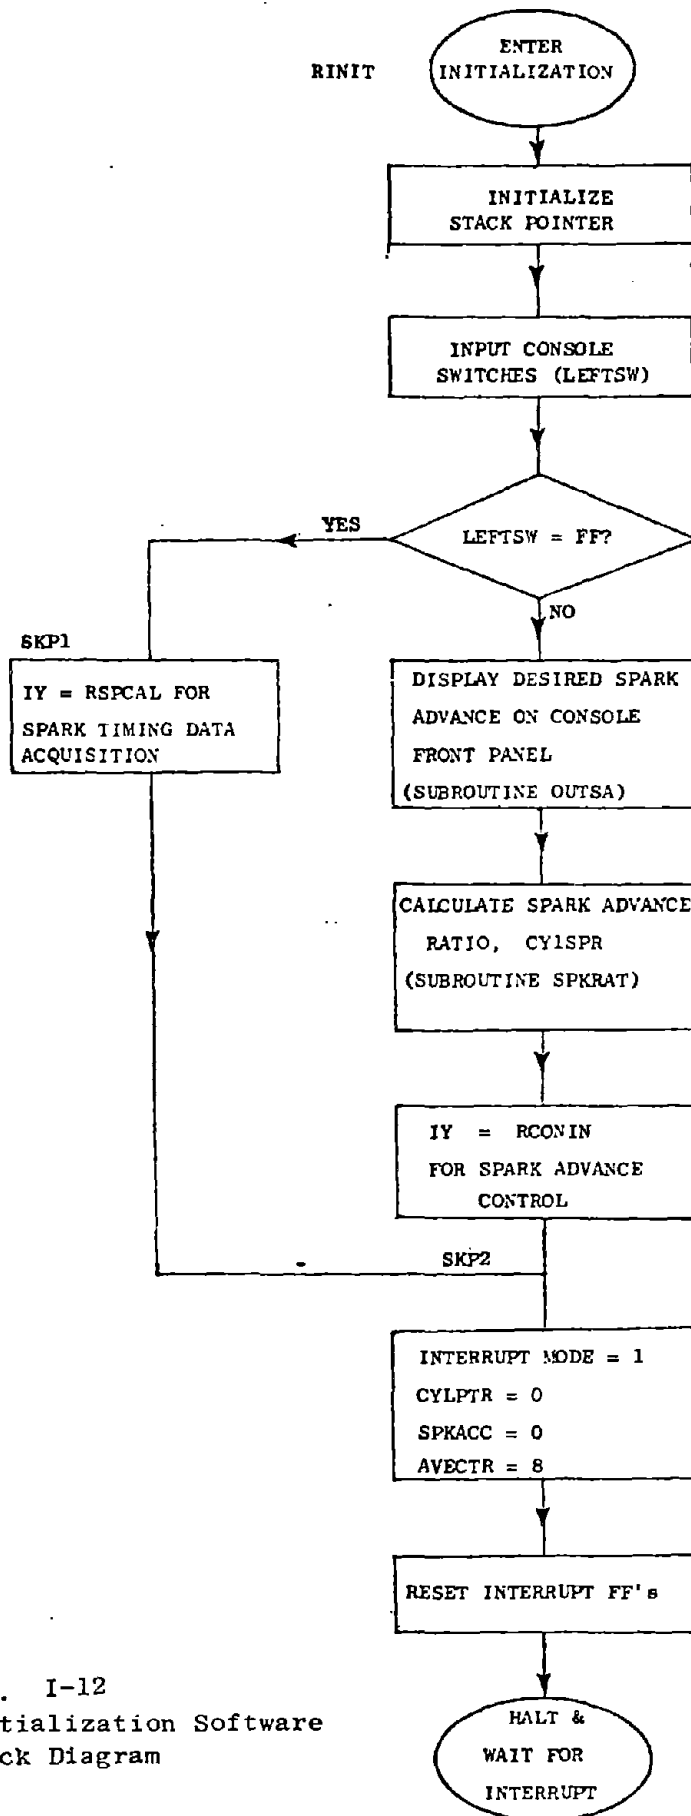 RINIT
ENTER
INITIALIZATION
INITIALIZE
STACK POINTER
INPUT CONSOLE
SWITCHES (LEFTSW)
LEFTSW = FF?
YES
NO
SKP1
IY = RSPCAL FOR
SPARK TIMING DATA
ACQUISITION
DISPLAY DESIRED SPARK
ADVANCE ON CONSOLE
FRONT PANEL
(SUBROUTINE OUTSA)
CALCULATE SPARK ADVANCE
RATIO, CY1SPR
(SUBROUTINE SPKRAT)
IY = RCONIN
FOR SPARK ADVANCE
CONTROL
SKP2
INTERRUPT MODE = 1
CYLPTR = 0
SPKACC = 0
AVECTR = 8
RESET INTERRUPT FF's
HALT &
WAIT FOR
INTERRUPT
. I-12
tialization Software
ck Diagram